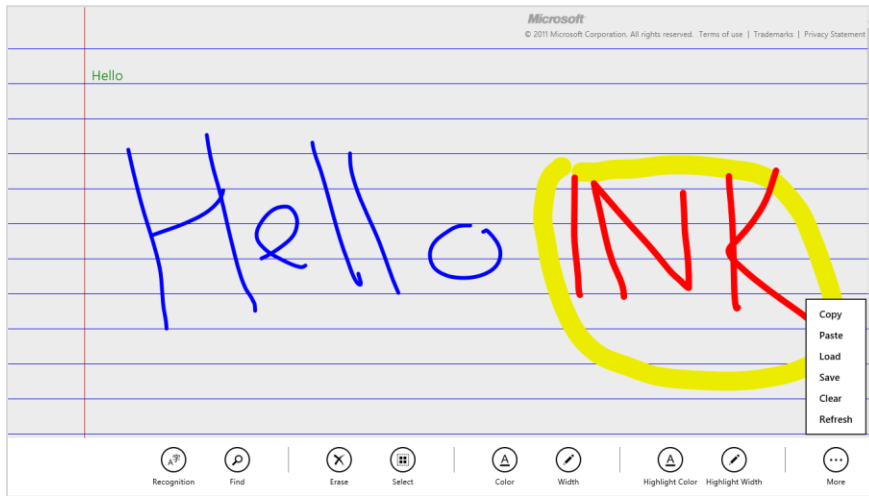 Microsoft
© 2011 Microsoft Corporation. All rights reserved. Terms of use | Trademarks | Privacy Statement
Hello
Hello INK
Copy
Paste
Load
Save
Clear
Refresh
Recognition Find Erase Select Color Width Highlight Color Highlight Width More